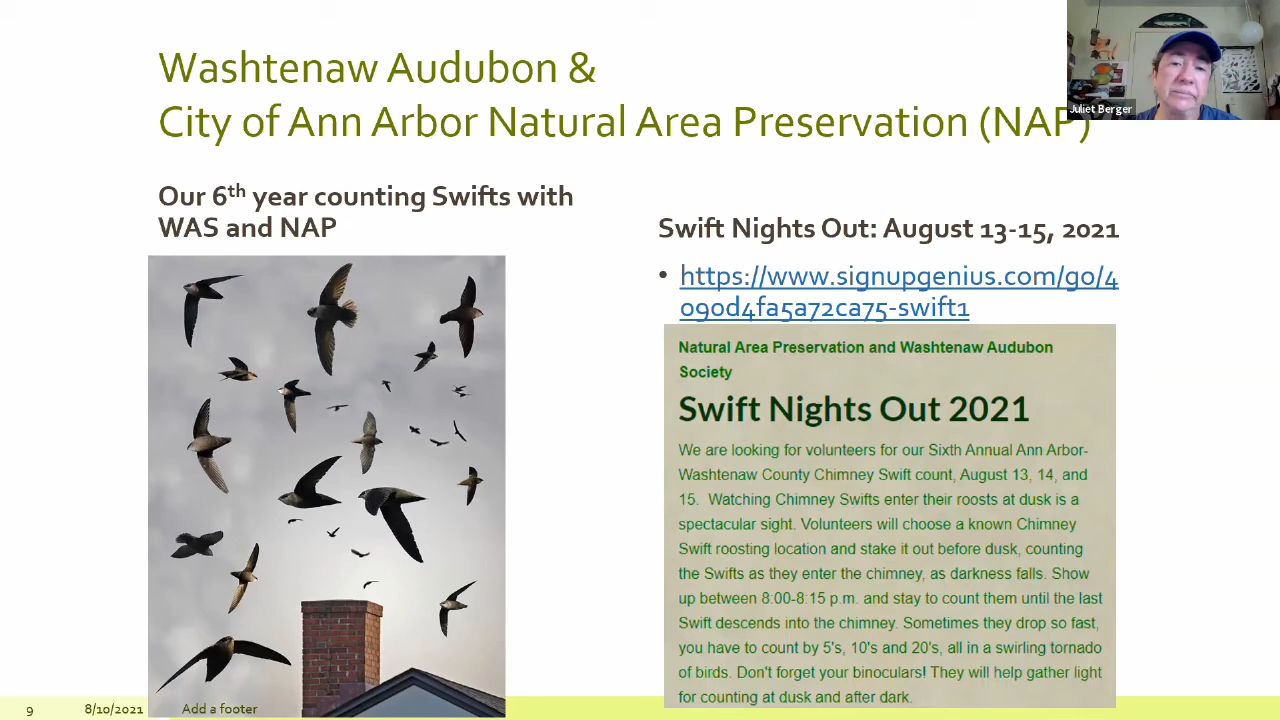 Washtenaw Audubon &
City of Ann Arbor Natural Area Preservation (NAP)
Juliet Berger
Our 6th year counting Swifts with
WAS and NAP
Swift Nights Out: August 13-15, 2021
• https://www.signupgenius.com/go/4
090d4fa5a72ca75-swift1
Natural Area Preservation and Washtenaw Audubon
Society
Swift Nights Out 2021
We are looking for volunteers for our Sixth Annual Ann Arbor-
Washtenaw County Chimney Swift count, August 13, 14, and
15. Watching Chimney Swifts enter their roosts at dusk is a
spectacular sight. Volunteers will choose a known Chimney
Swift roosting location and stake it out before dusk, counting
the Swifts as they enter the chimney, as darkness falls. Show
up between 8:00-8:15 p.m. and stay to count them until the last
Swift descends into the chimney. Sometimes they drop so fast,
you have to count by 5's, 10's and 20's, all in a swirling tornado
of birds. Don't forget your binoculars! They will help gather light
for counting at dusk and after dark.
9 8/10/2021 Add a footer